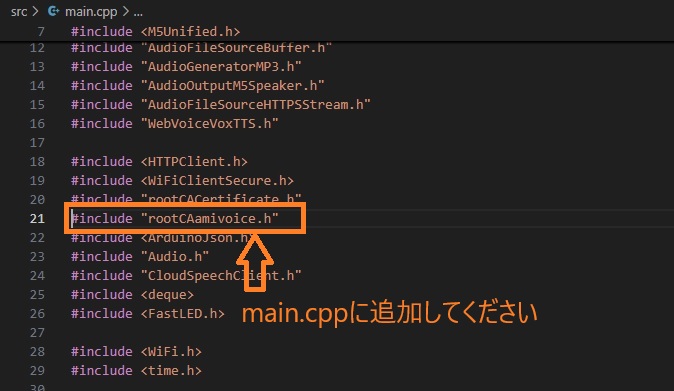 src > main.cpp > ...
7 #include <M5Unified.h>
12 #include "AudioFileSourceBuffer.h"
13 #include "AudioGeneratorMP3.h"
14 #include "AudioOutputM5Speaker.h"
15 #include "AudioFileSourceHTTPSStream.h"
16 #include "WebVoiceVoxTTS.h"
17
18 #include <HTTPClient.h>
19 #include <WiFiClientSecure.h>
20 #include "rootCACertificate.h"
21 #include "rootCAamivoice.h"
22 #include <ArduinoJson.h>
23 #include "Audio.h"
24 #include "CloudSpeechClient.h"
25 #include <deque>
26 #include <FastLED.h>
main.cppに追加してください
27
28 #include <WiFi.h>
29 #include <time.h>
30